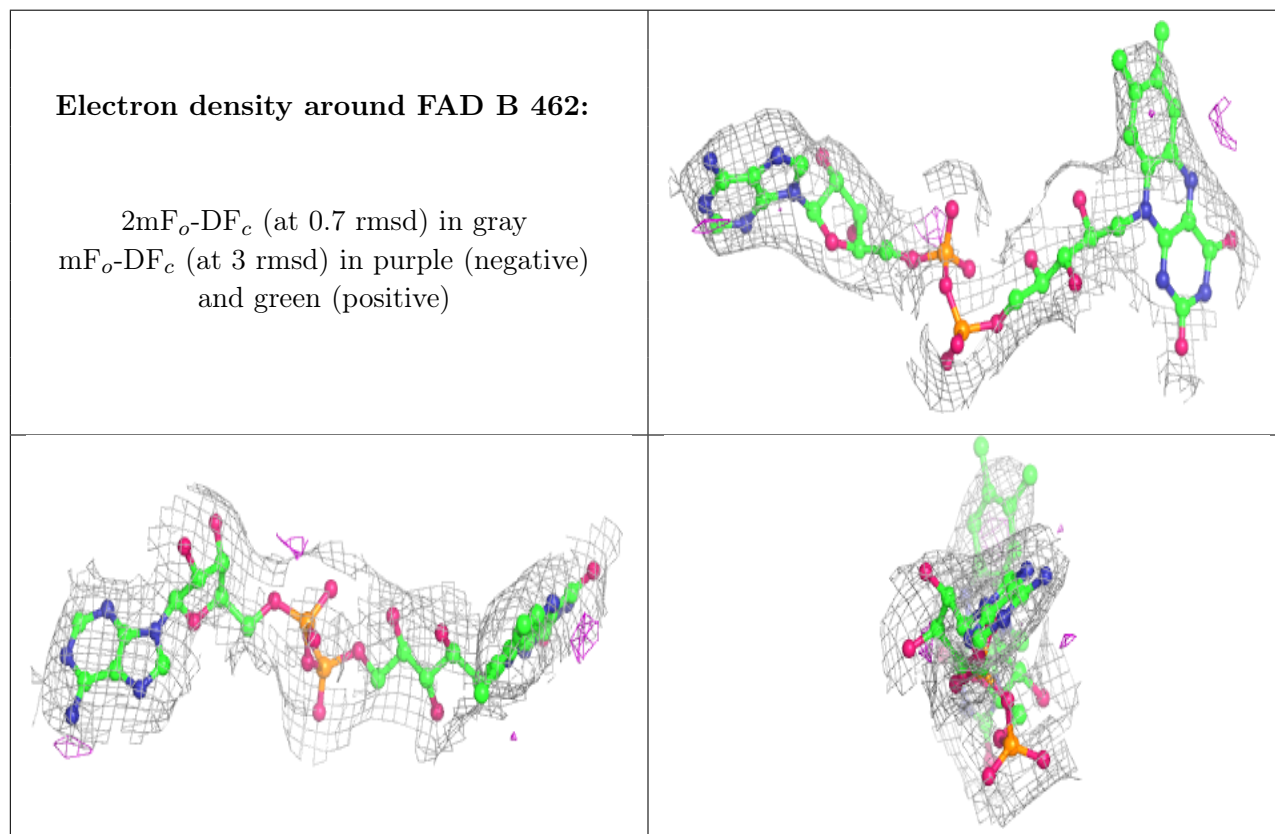 Electron density around FAD B 462:
2mFo-DFc (at 0.7 rmsd) in gray
mFo-DFc (at 3 rmsd) in purple (negative)
and green (positive)